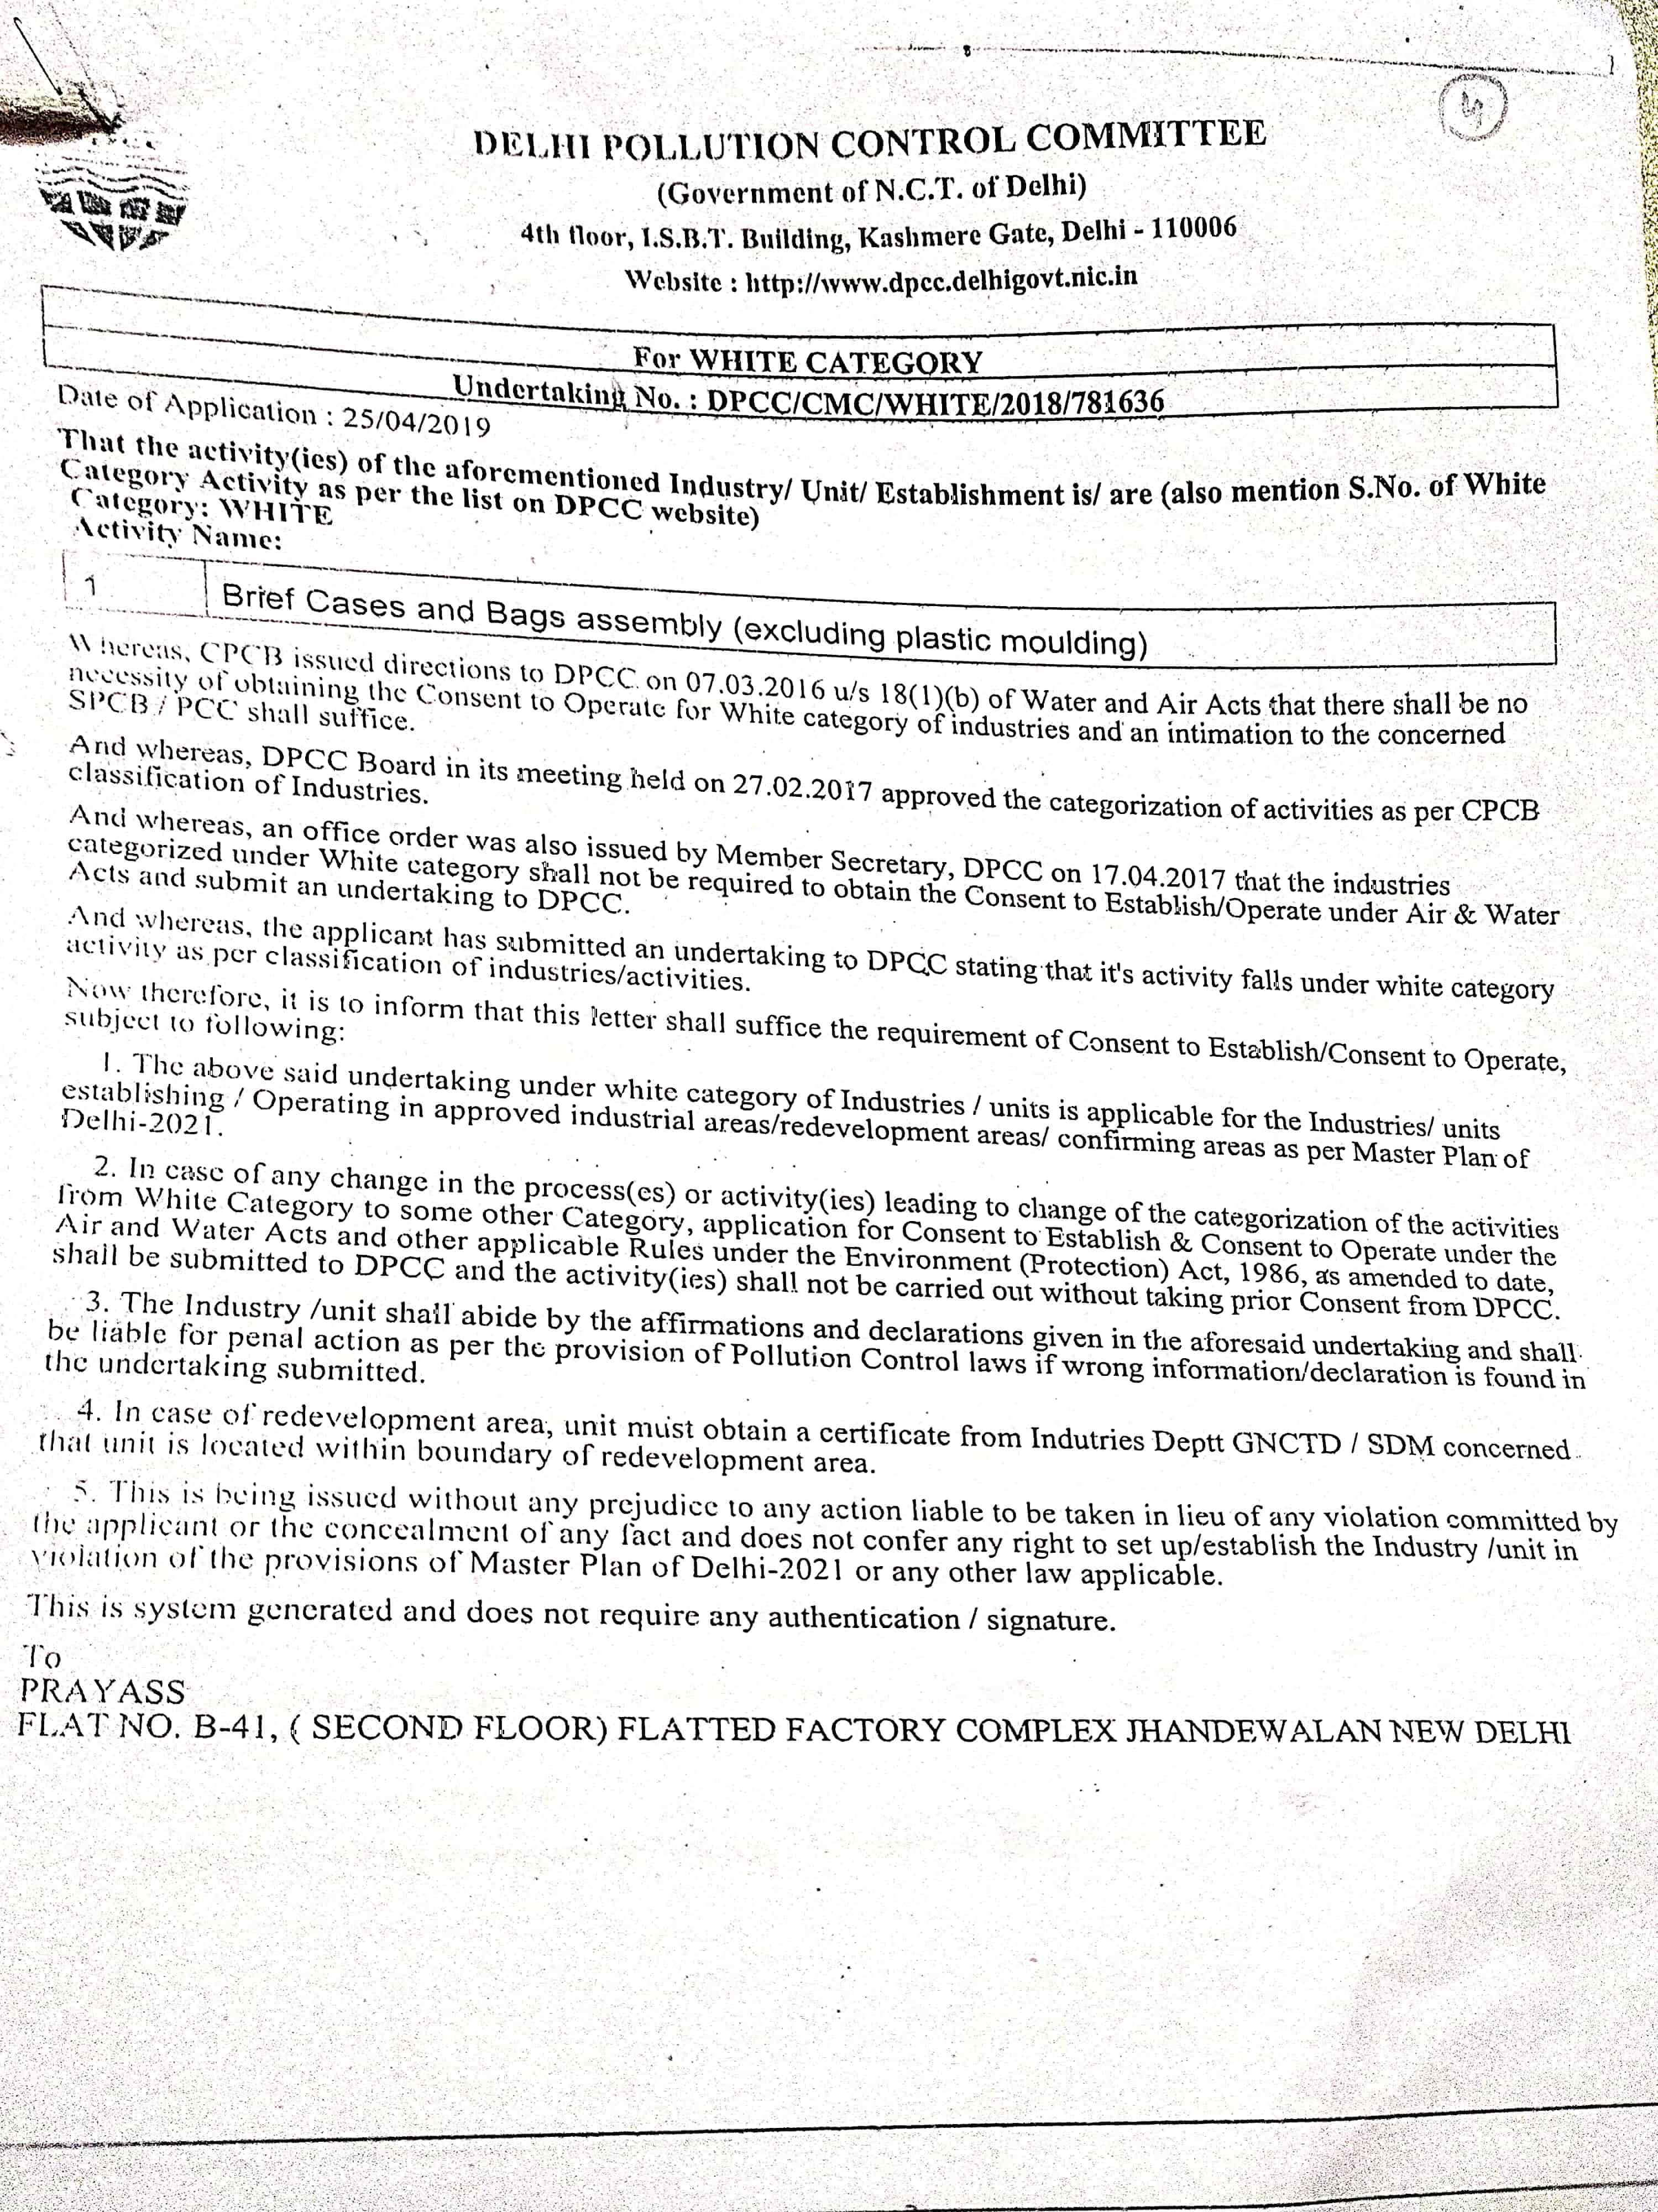 4
DELHI POLLUTION CONTROL COMMITTEE
(Government of N.C.T. of Delhi)
4th floor, I.S.B.T. Building, Kashmere Gate, Delhi - 110006
Website : http://www.dpcc.delhigovt.nic.in
For WHITE CATEGORY
Undertaking No. : DPCC/CMC/WHITE/2018/781636
Date of Application : 25/04/2019
That the activity(ies) of the aforementioned Industry/ Unit/ Establishment is/ are (also mention S.No. of White
Category Activity as per the list on DPCC website)
Category: WHITE
Activity Name:
1 Brief Cases and Bags assembly (excluding plastic moulding)
Whereas, CPCB issued directions to DPCC on 07.03.2016 u/s 18(1)(b) of Water and Air Acts that there shall be no
necessity of obtaining the Consent to Operate for White category of industries and an intimation to the concerned
SPCB / PCC shall suffice.
And whereas, DPCC Board in its meeting held on 27.02.2017 approved the categorization of activities as per CPCB
classification of Industries.
And whereas, an office order was also issued by Member Secretary, DPCC on 17.04.2017 that the industries
categorized under White category shall not be required to obtain the Consent to Establish/Operate under Air & Water
Acts and submit an undertaking to DPCC.
And whereas, the applicant has submitted an undertaking to DPCC stating that it's activity falls under white category
activity as per classification of industries/activities.
Now therefore, it is to inform that this letter shall suffice the requirement of Consent to Establish/Consent to Operate,
subject to following:
1. The above said undertaking under white category of Industries / units is applicable for the Industries/ units
establishing / Operating in approved industrial areas/redevelopment areas/ confirming areas as per Master Plan of
Delhi-2021.
2. In case of any change in the process(es) or activity(ies) leading to change of the categorization of the activities
from White Category to some other Category, application for Consent to Establish & Consent to Operate under the
Air and Water Acts and other applicable Rules under the Environment (Protection) Act, 1986, as amended to date,
shall be submitted to DPCC and the activity(ies) shall not be carried out without taking prior Consent from DPCC.
3. The Industry /unit shall abide by the affirmations and declarations given in the aforesaid undertaking and shall
be liable for penal action as per the provision of Pollution Control laws if wrong information/declaration is found in
the undertaking submitted.
4. In case of redevelopment area, unit must obtain a certificate from Indutries Deptt GNCTD / SDM concerned
that unit is located within boundary of redevelopment area.
5. This is being issued without any prejudice to any action liable to be taken in lieu of any violation committed by
the applicant or the concealment of any fact and does not confer any right to set up/establish the Industry /unit in
violation of the provisions of Master Plan of Delhi-2021 or any other law applicable.
This is system generated and does not require any authentication / signature.
To
PRAYASS
FLAT NO. B-41, ( SECOND FLOOR) FLATTED FACTORY COMPLEX JHANDEWALAN NEW DELHI